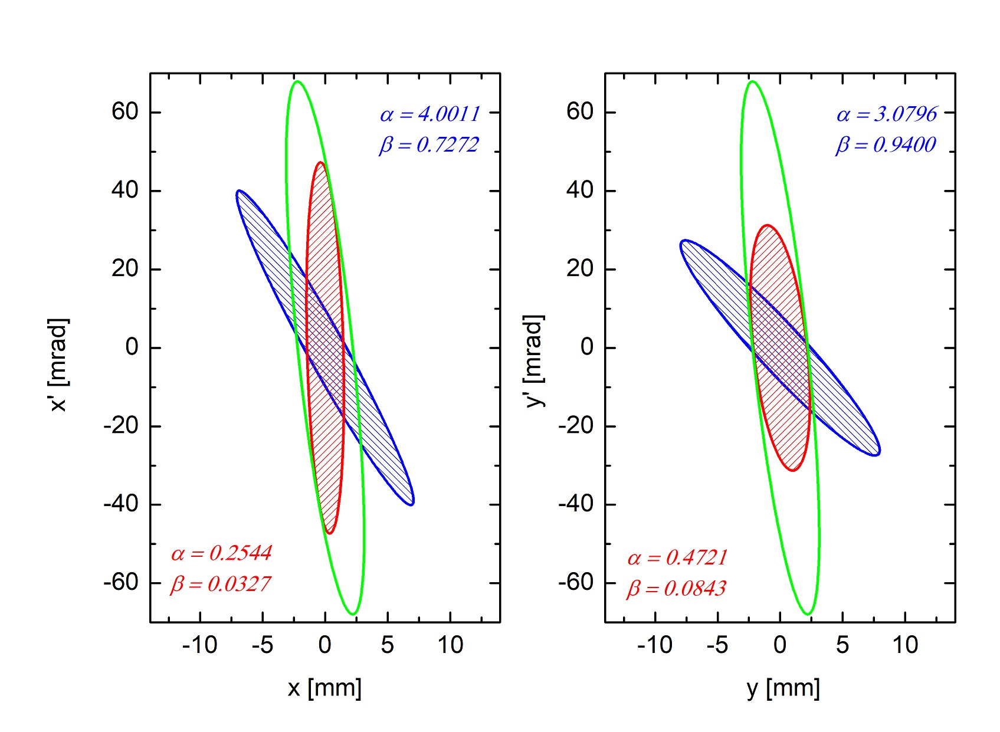 α = 4.0011
β = 0.7272
α = 0.2544
β = 0.0327
60
40
20
0
-20
-40
-60
x' [mrad]
-10 -5 0 5 10
x [mm]
α = 3.0796
β = 0.9400
α = 0.4721
β = 0.0843
60
40
20
0
-20
-40
-60
y' [mrad]
-10 -5 0 5 10
y [mm]